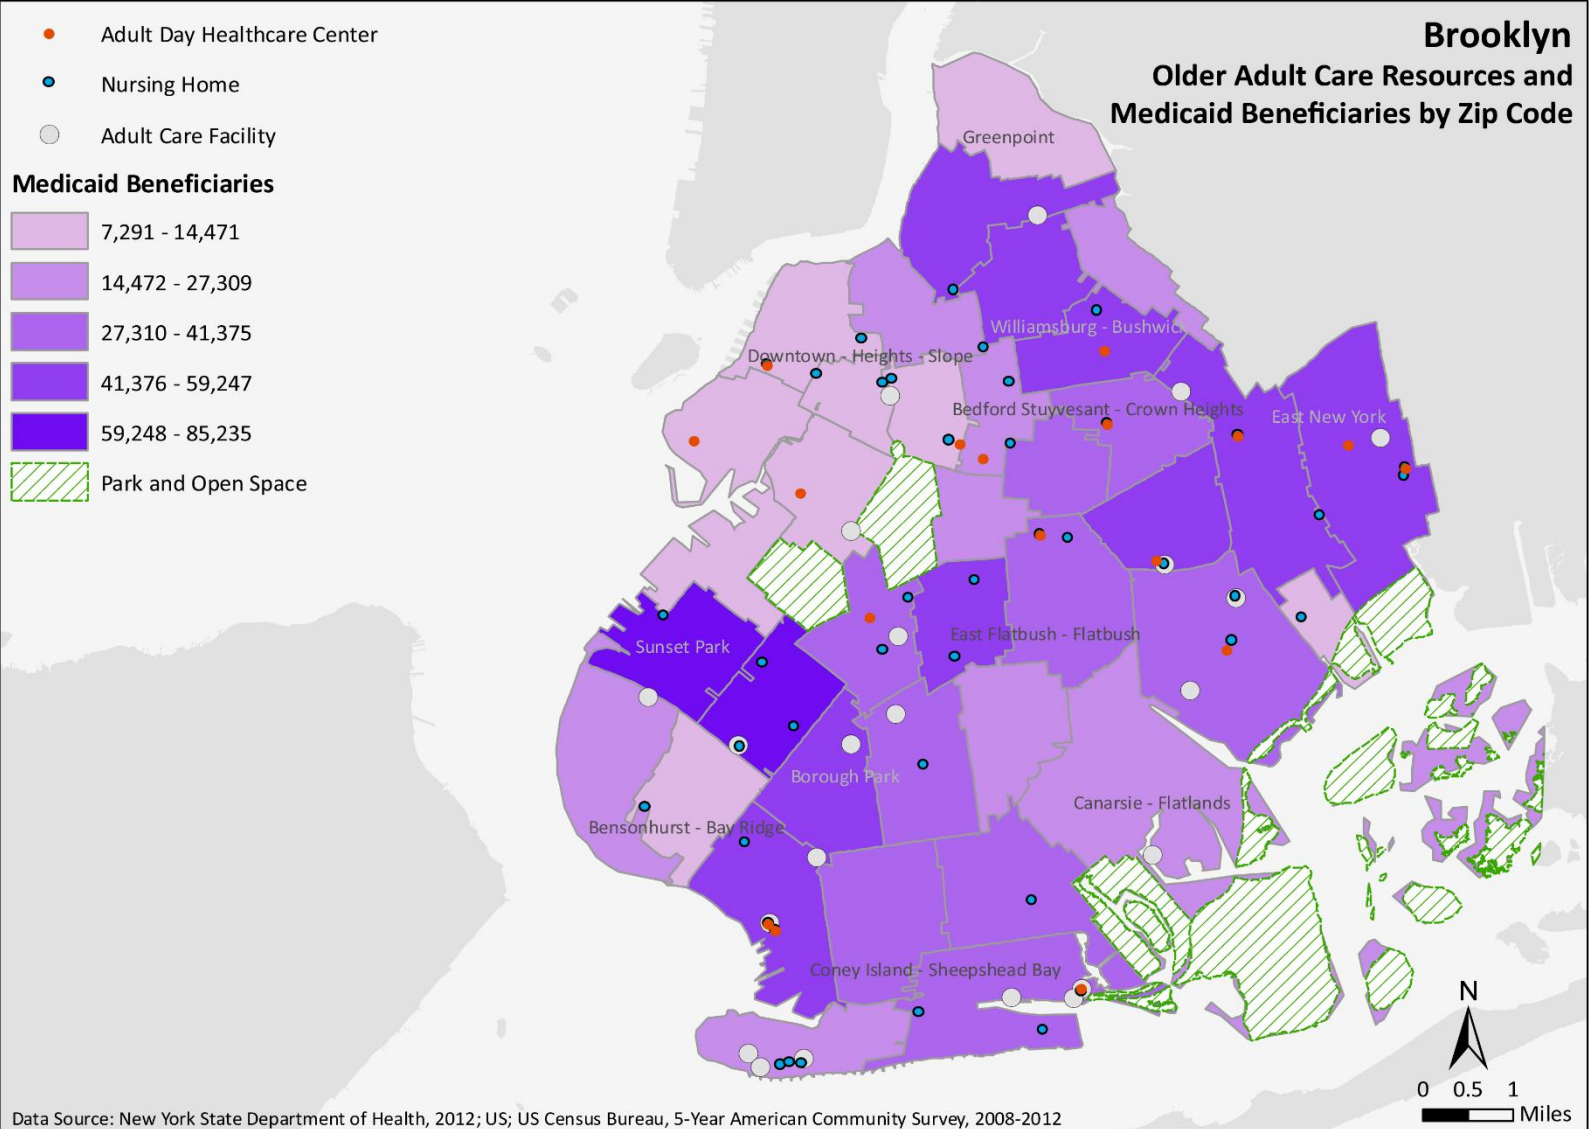 Brooklyn
Older Adult Care Resources and
Medicaid Beneficiaries by Zip Code
Adult Day Healthcare Center
Nursing Home
Adult Care Facility
Medicaid Beneficiaries
7,291 - 14,471
14,472 - 27,309
27,310 - 41,375
41,376 - 59,247
59,248 - 85,235
Park and Open Space
Greenpoint
Williamsburg - Bushwick
Downtown - Heights - Slope
Bedford Stuyvesant - Crown Heights
East New York
East Flatbush - Flatbush
Sunset Park
Borough Park
Canarsie - Flatlands
Bensonhurst - Bay Ridge
Coney Island - Sheepshead Bay
N
0 0.5 1
Miles
Data Source: New York State Department of Health, 2012; US; US Census Bureau, 5-Year American Community Survey, 2008-2012